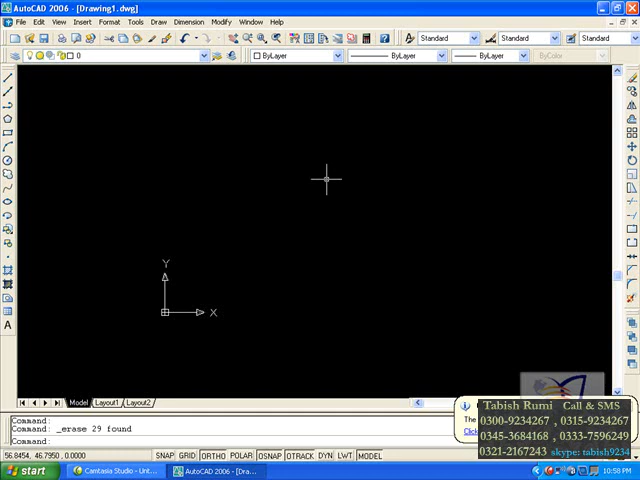 AutoCAD 2006 - [Drawing1.dwg]
File Edit View Insert Format Tools Draw Dimension Modify Window Help
Standard Standard Standard
0 ByLayer ByLayer ByLayer ByColor
Y
X
Model Layout1 Layout2
Command:
Command: _erase 29 found
Command:
The
Click
Tabish Rumi Call & SMS
0300-9234267 , 0315-9234267
0345-3684168 , 0333-7596249
0321-2167243 skype: tabish9234
56.8454, 46.7950, 0.0000 SNAP GRID ORTHO POLAR OSNAP OTRACK DYN LWT MODEL
start Camtasia Studio - Unt... AutoCAD 2006 - [Dra... 10:58 PM